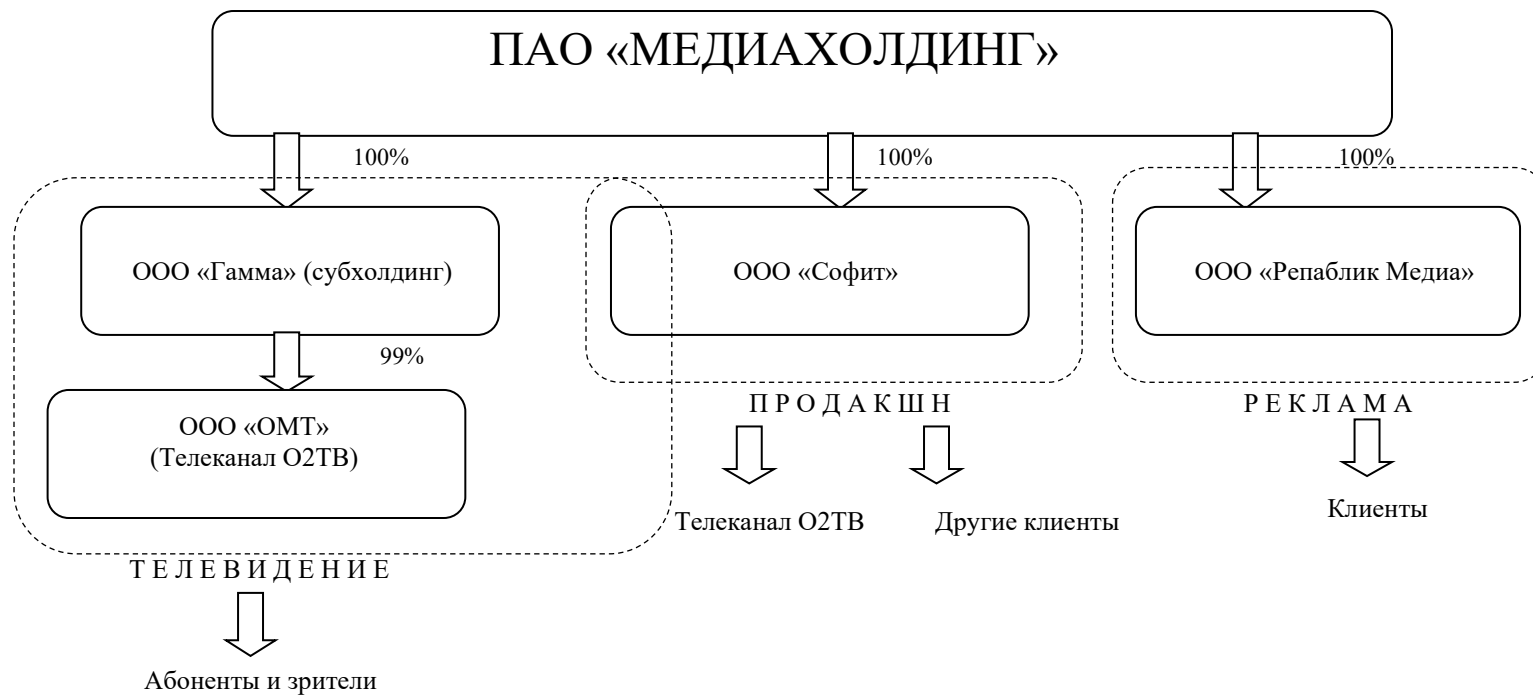 ПАО «МЕДИАХОЛДИНГ»
100%
100%
100%
ООО «Гамма» (субхолдинг)
ООО «Софит»
ООО «Репаблик Медиа»
99%
ООО «ОМТ»
(Телеканал О2ТВ)
П Р О Д А К Ш Н
Р Е К Л А М А
Телеканал О2ТВ
Другие клиенты
Клиенты
Т Е Л Е В И Д Е Н И Е
Абоненты и зрители